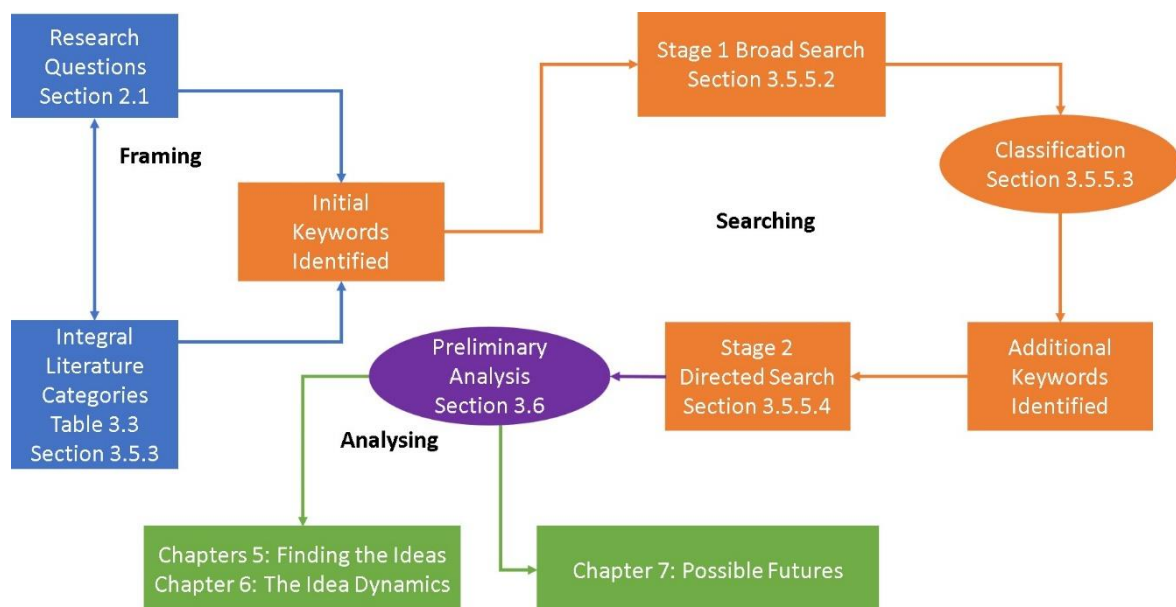 Research
Questions
Section 2.1
Framing
Integral
Literature
Categories
Table 3.3
Section 3.5.3
Initial
Keywords
Identified
Stage 1 Broad Search
Section 3.5.5.2
Classification
Section 3.5.5.3
Searching
Additional
Keywords
Identified
Stage 2
Directed Search
Section 3.5.5.4
Preliminary
Analysis
Section 3.6
Analysing
Chapters 5: Finding the Ideas
Chapter 6: The Idea Dynamics
Chapter 7: Possible Futures